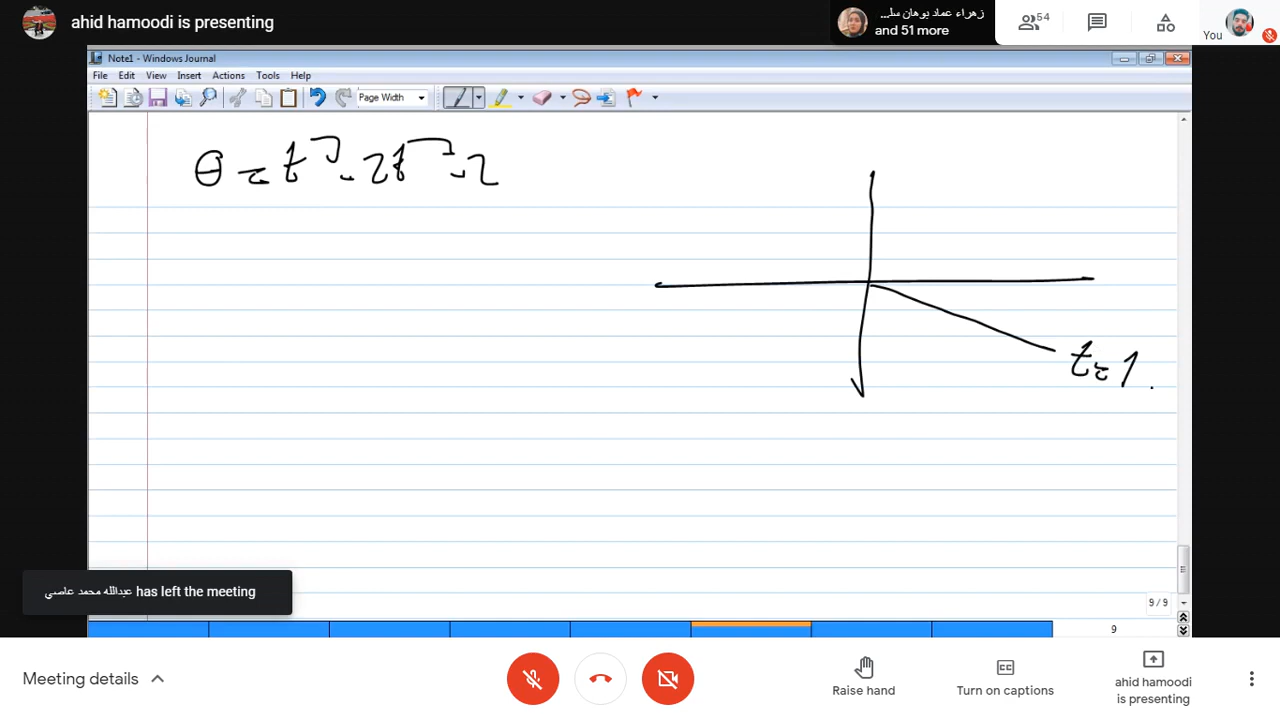 ahid hamoodi is presenting
زهراء عماد بوهان سلـ...
and 51 more
54
You
Note1 - Windows Journal
File Edit View Insert Actions Tools Help
Page Width
θ = t
- 2t
- 2
t = 1
عبدالله محمد عاصي has left the meeting
9 / 9
9
Meeting details
Raise hand
Turn on captions
ahid hamoodi
is presenting